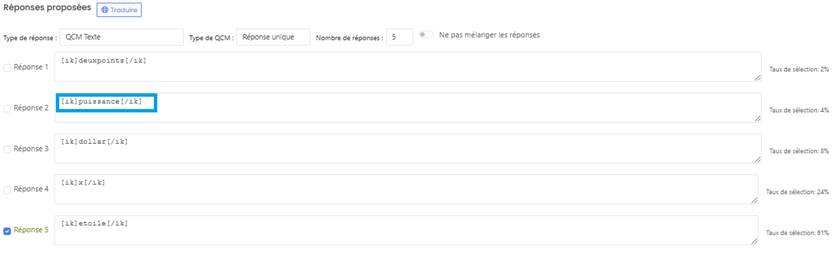 Réponses proposées Traduire
Type de réponse : QCM Texte Type de QCM : Réponse unique Nombre de réponses : 5 Ne pas mélanger les réponses
Réponse 1 [ik]deuxpoints[/ik] Taux de sélection: 2%
Réponse 2 [ik]puissance[/ik] Taux de sélection: 4%
Réponse 3 [ik]dollar[/ik] Taux de sélection: 8%
Réponse 4 [ik]x[/ik] Taux de sélection: 24%
Réponse 5 [ik]etoile[/ik] Taux de sélection: 61%